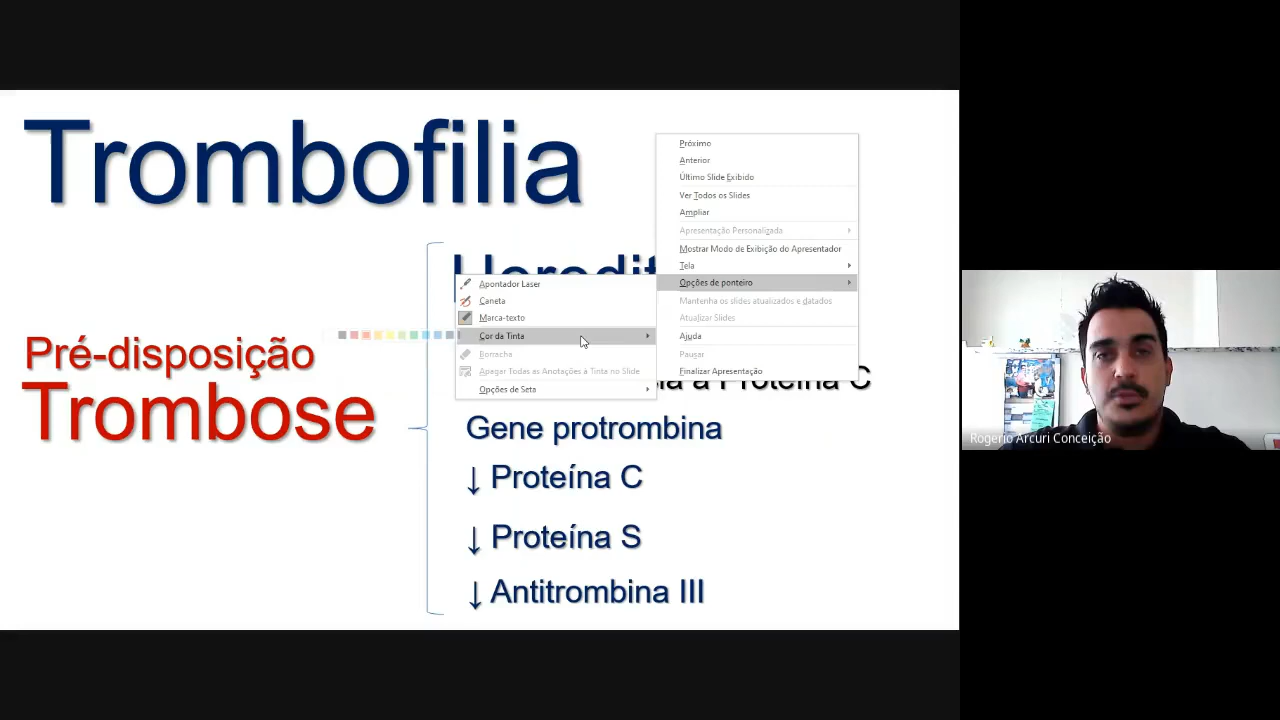 Trombofilia
Próximo
Anterior
Último Slide Exibido
Ver Todos os Slides
Ampliar
Apresentação Personalizada
Mostrar Modo de Exibição do Apresentador
Tela
Opções de ponteiro
Mantenha os slides atualizados e datados
Atualizar Slides
Ajuda
Pausar
Finalizar Apresentação
Apontador Laser
Caneta
Marca-texto
Cor da Tinta
Borracha
Apagar Todas as Anotações à Tinta no Slide
Opções de Seta
Pré-disposição
Trombose
a Proteína C
Gene protrombina
↓ Proteína C
↓ Proteína S
↓ Antitrombina III
Rogerio Arcuri Conceição